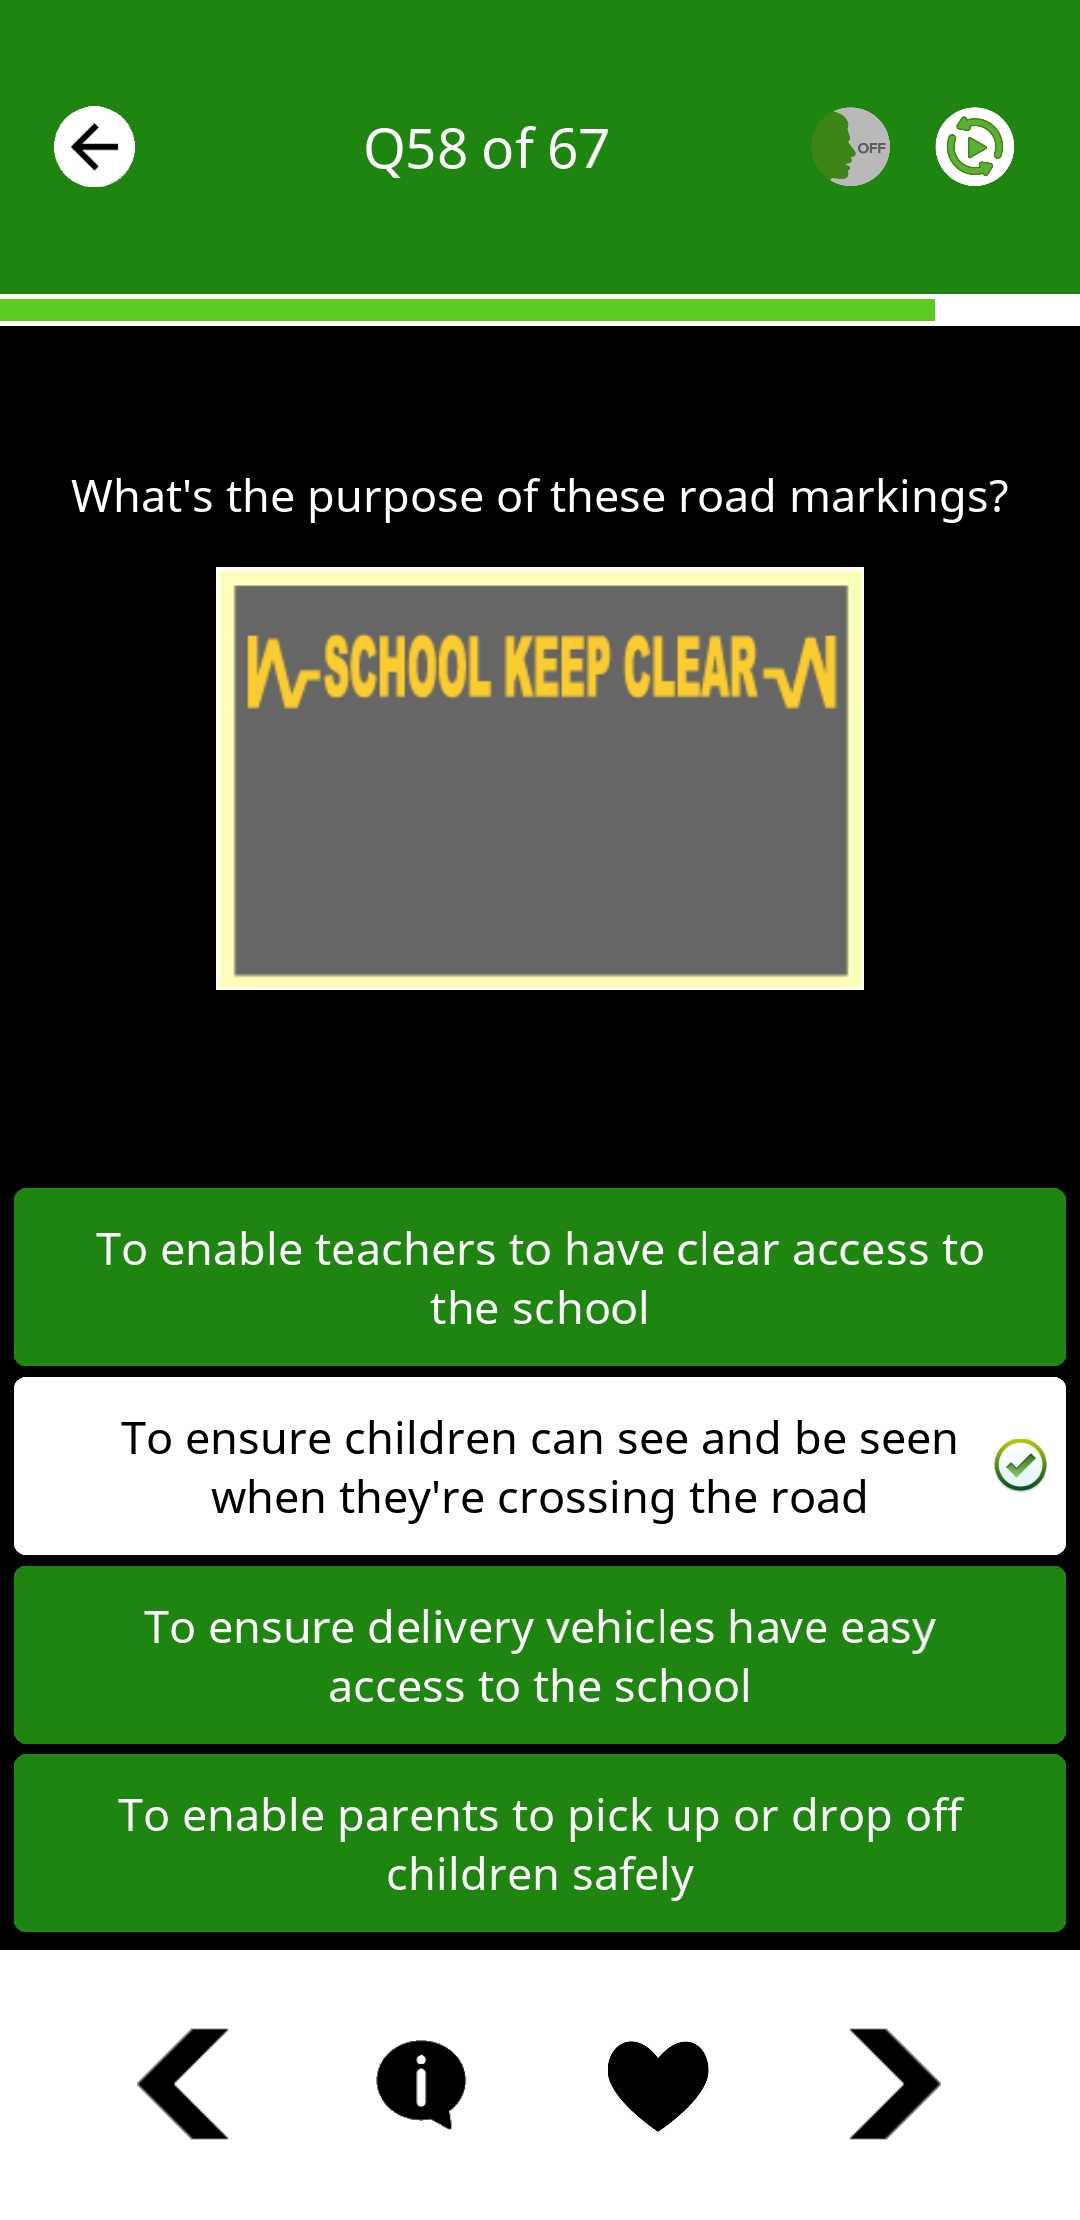 Q58 of 67
OFF
What's the purpose of these road markings?
SCHOOL KEEP CLEAR
To enable teachers to have clear access to
the school
To ensure children can see and be seen
when they're crossing the road
To ensure delivery vehicles have easy
access to the school
To enable parents to pick up or drop off
children safely